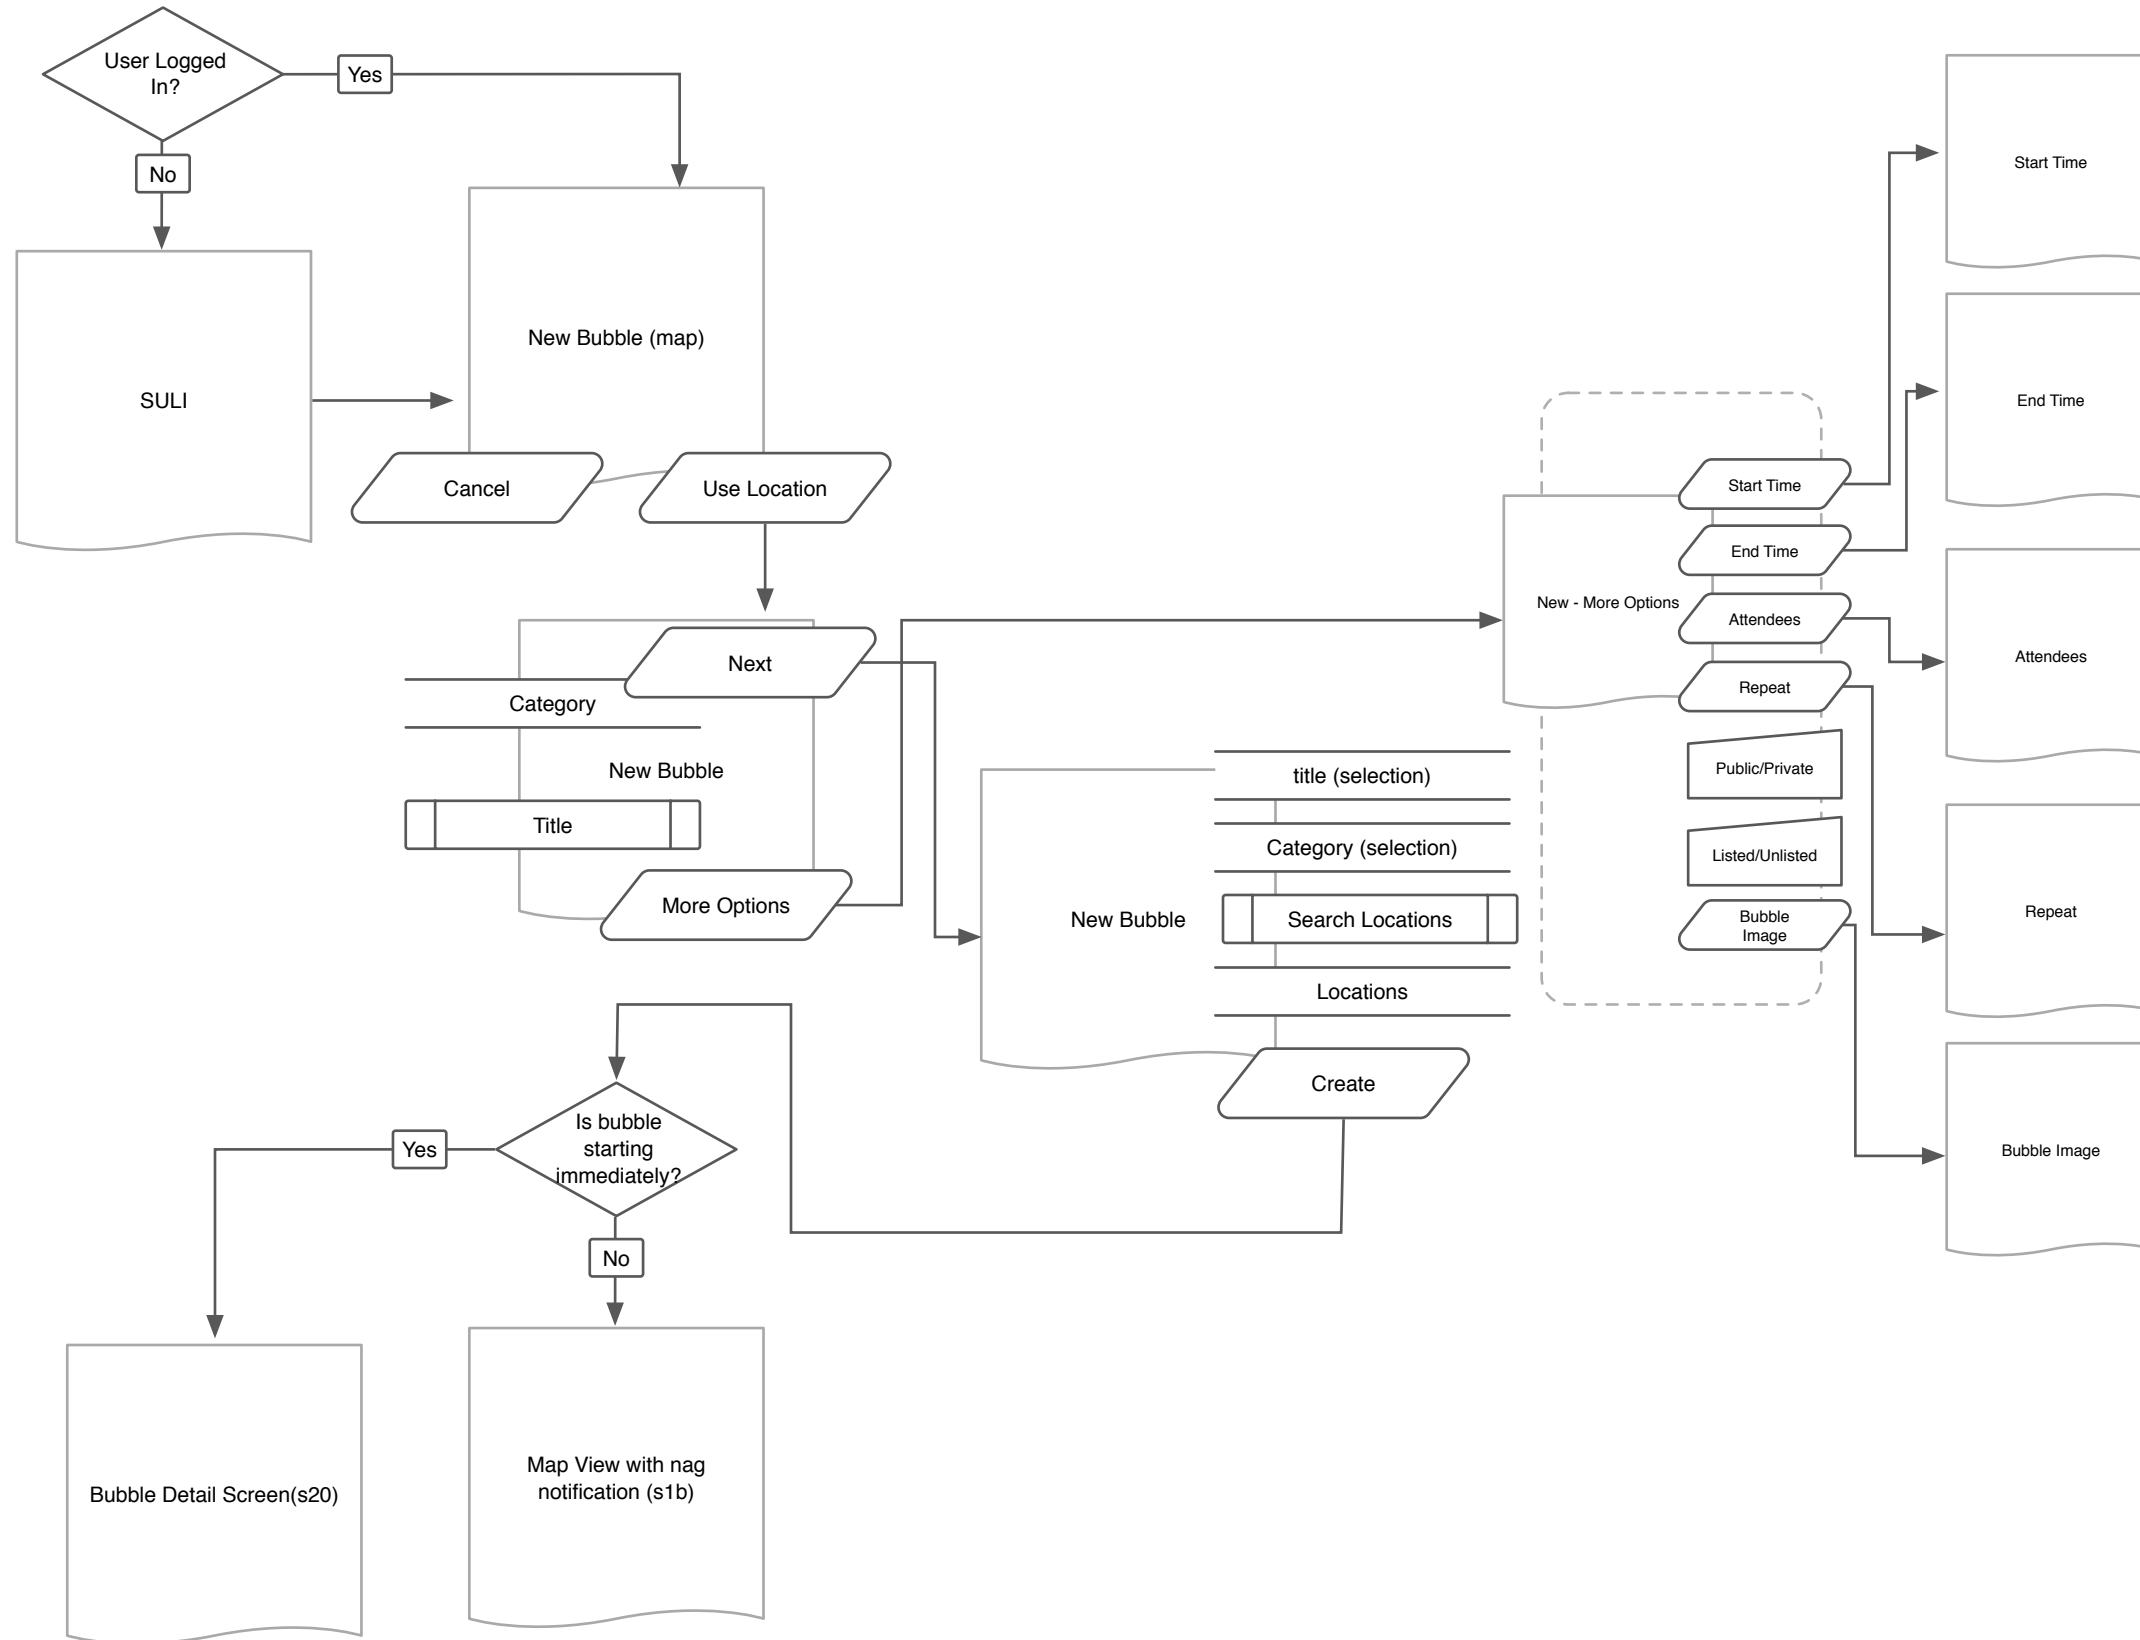 User Logged
In?
Yes
No
SULI
New Bubble (map)
Cancel
Use Location
Next
Category
New Bubble
Title
More Options
New Bubble
title (selection)
Category (selection)
Search Locations
Locations
Create
New - More Options
Start Time
End Time
Attendees
Repeat
Public/Private
Listed/Unlisted
Bubble
Image
Start Time
End Time
Attendees
Repeat
Bubble Image
Is bubble
starting
immediately?
Yes
No
Bubble Detail Screen(s20)
Map View with nag
notification (s1b)